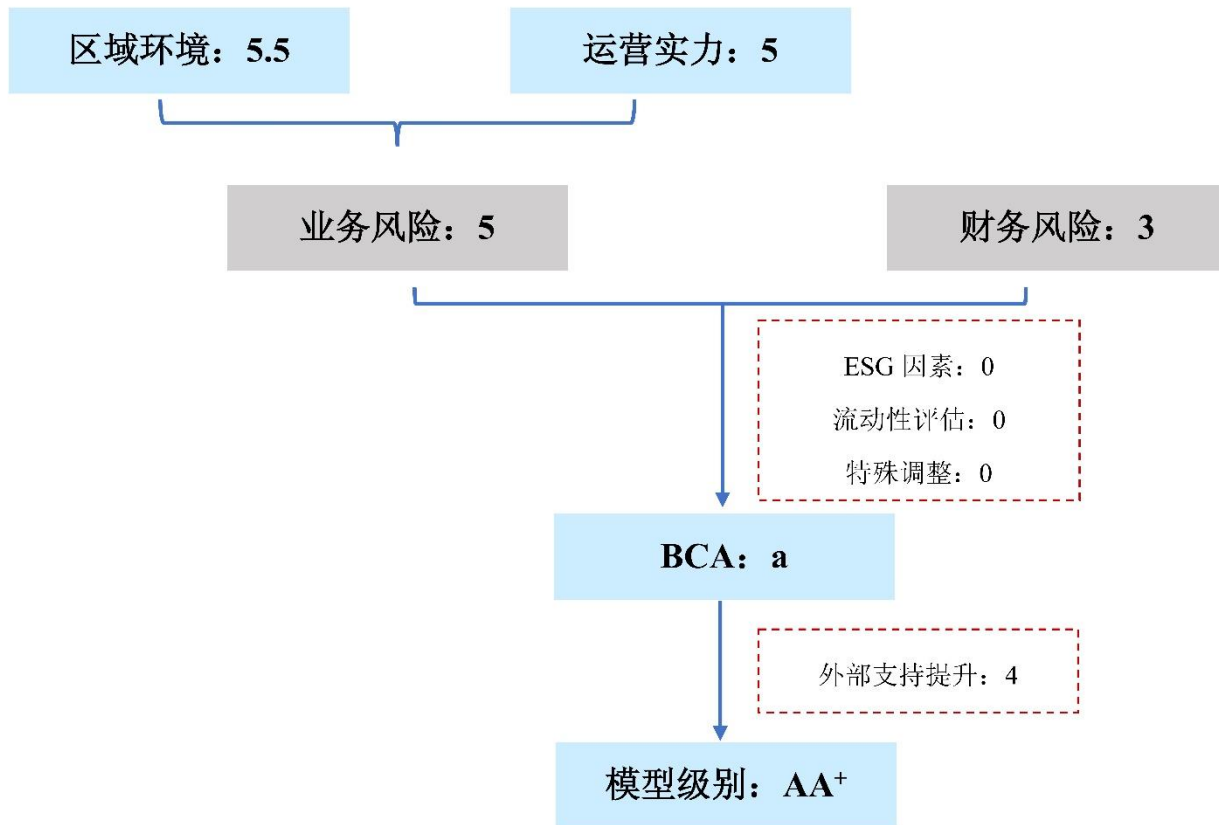 区域环境：5.5
运营实力：5
业务风险：5
财务风险：3
ESG 因素：0
流动性评估：0
特殊调整：0
BCA：a
外部支持提升：4
模型级别：AA⁺